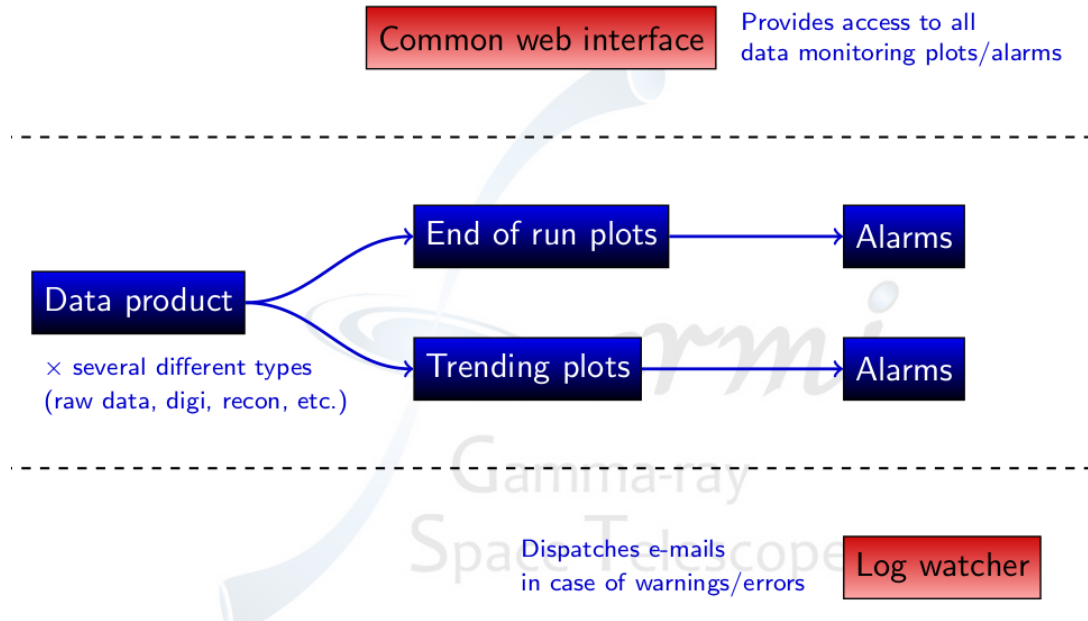 Common web interface
Provides access to all
data monitoring plots/alarms
End of run plots
Alarms
Data product
Trending plots
Alarms
× several different types
(raw data, digi, recon, etc.)
ermi
Gamma-ray
Space Telescope
Dispatches e-mails
in case of warnings/errors
Log watcher